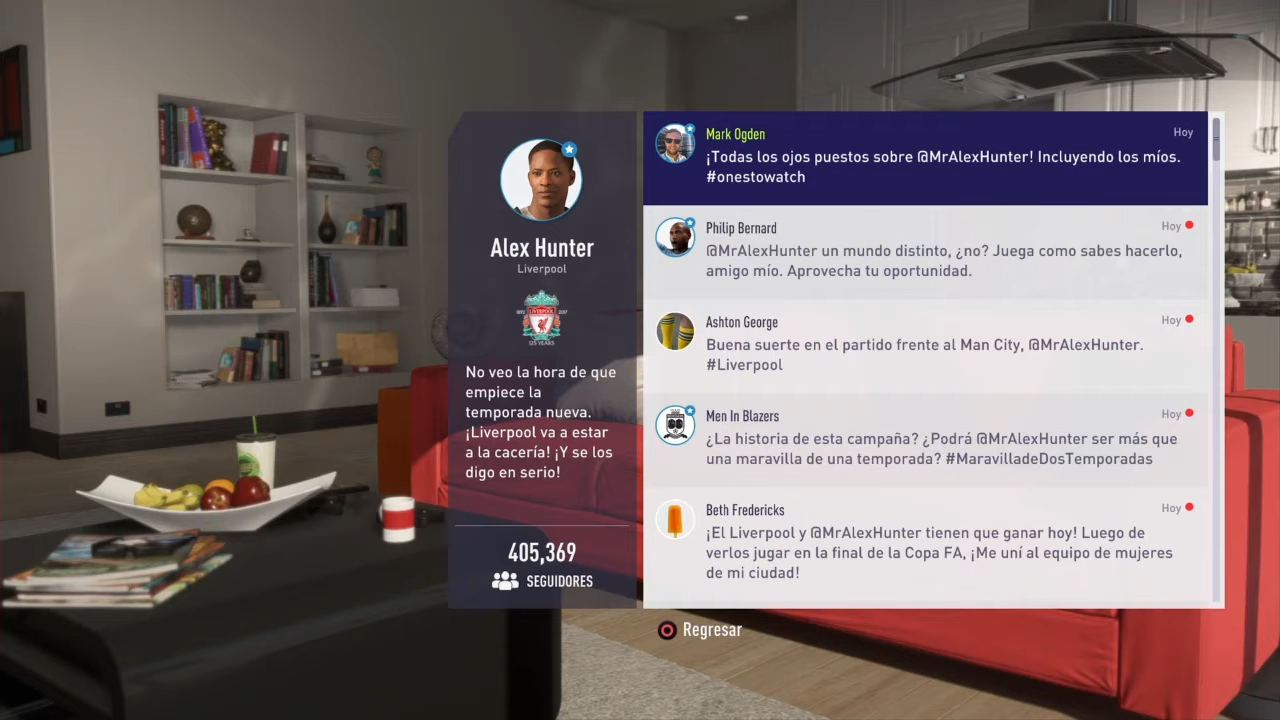 Alex Hunter
Liverpool
LIVERPOOL
125 YEARS
No veo la hora de que
empiece la
temporada nueva.
¡Liverpool va a estar
a la cacería! ¡Y se los
digo en serio!
405,369
SEGUIDORES
Mark Ogden
Hoy
¡Todas los ojos puestos sobre @MrAlexHunter! Incluyendo los míos.
#onestowatch
Philip Bernard
Hoy
@MrAlexHunter un mundo distinto, ¿no? Juega como sabes hacerlo,
amigo mío. Aprovecha tu oportunidad.
Ashton George
Hoy
Buena suerte en el partido frente al Man City, @MrAlexHunter.
#Liverpool
Men In Blazers
Hoy
¿La historia de esta campaña? ¿Podrá @MrAlexHunter ser más que
una maravilla de una temporada? #MaravilladeDosTemporadas
Beth Fredericks
Hoy
¡El Liverpool y @MrAlexHunter tienen que ganar hoy! Luego de
verlos jugar en la final de la Copa FA, ¡Me uní al equipo de mujeres
de mi ciudad!
Regresar